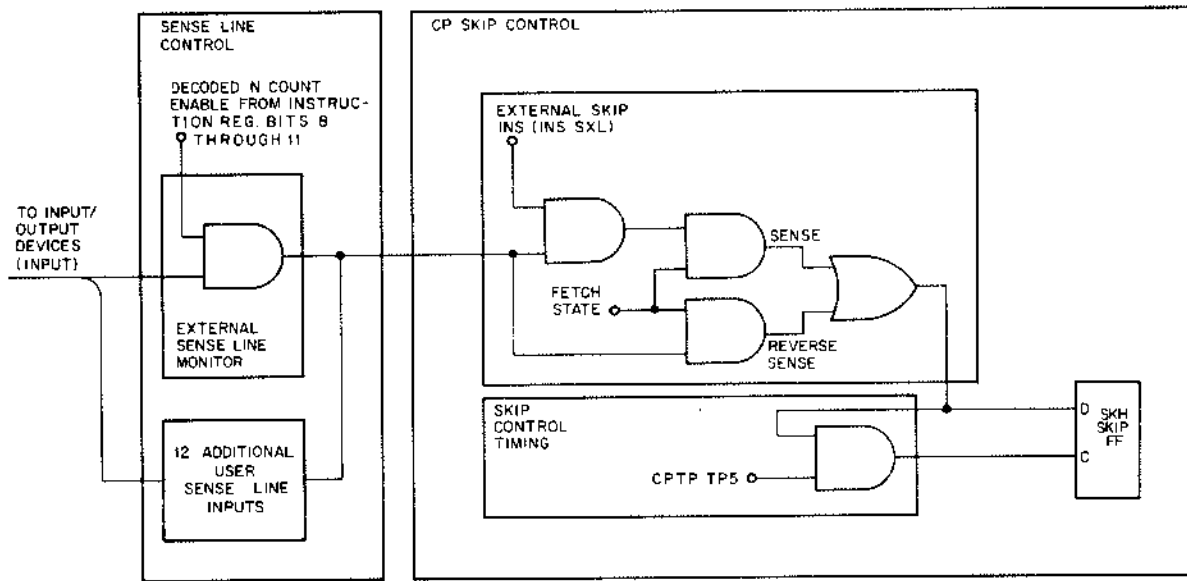 SENSE LINE
CONTROL
DECODED N COUNT
ENABLE FROM INSTRUC-
TION REG. BITS 8
THROUGH 11
TO INPUT/
OUTPUT
DEVICES
(INPUT)
EXTERNAL
SENSE LINE
MONITOR
12 ADDITIONAL
USER
SENSE LINE
INPUTS
CP SKIP CONTROL
EXTERNAL SKIP
INS (INS SXL)
SENSE
FETCH
STATE
REVERSE
SENSE
SKIP
CONTROL
TIMING
CPTP TP5
D
SKH
SKIP
FF
C